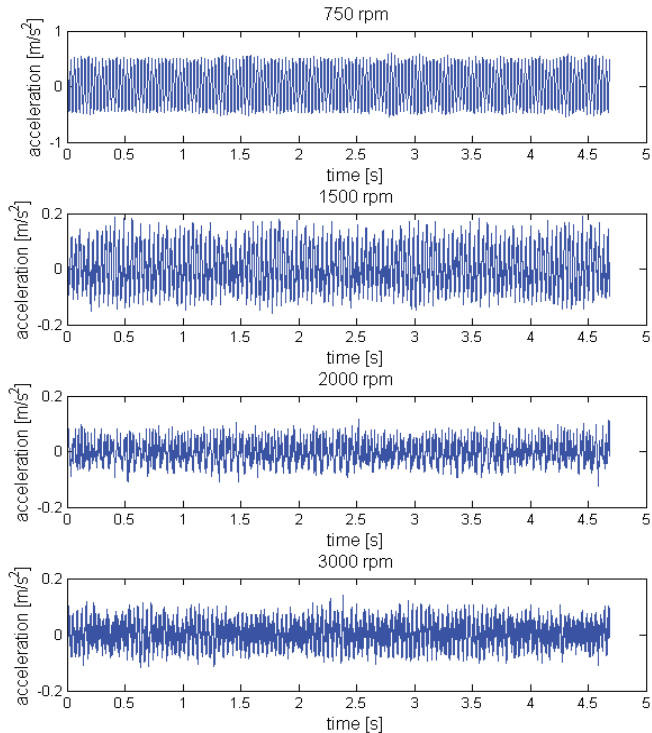 750 rpm
acceleration [m/s²]
1
0
-1
0 0.5 1 1.5 2 2.5 3 3.5 4 4.5 5
time [s]
1500 rpm
acceleration [m/s²]
0.2
0
-0.2
0 0.5 1 1.5 2 2.5 3 3.5 4 4.5 5
time [s]
2000 rpm
acceleration [m/s²]
0.2
0
-0.2
0 0.5 1 1.5 2 2.5 3 3.5 4 4.5 5
time [s]
3000 rpm
acceleration [m/s²]
0.2
0
-0.2
0 0.5 1 1.5 2 2.5 3 3.5 4 4.5 5
time [s]